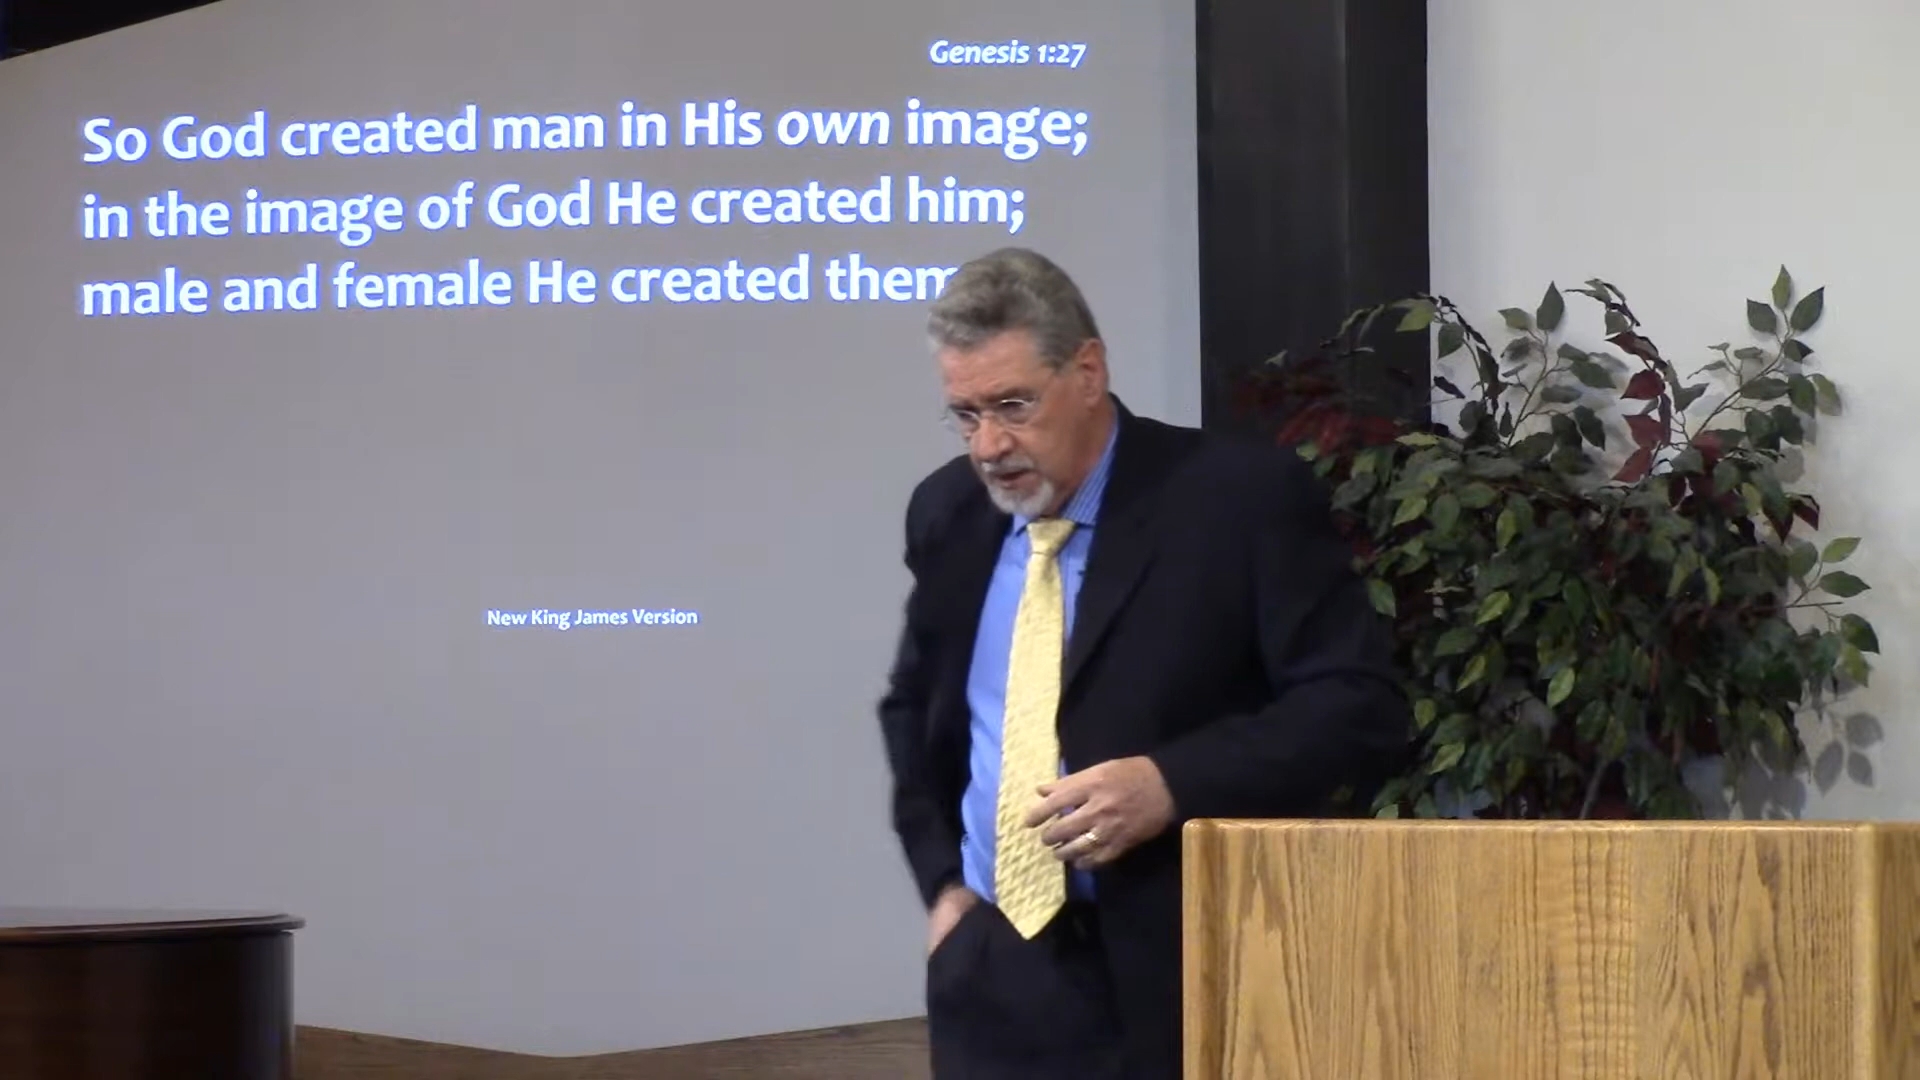 Genesis 1:27
So God created man in His own image;
in the image of God He created him;
male and female He created them
New King James Version